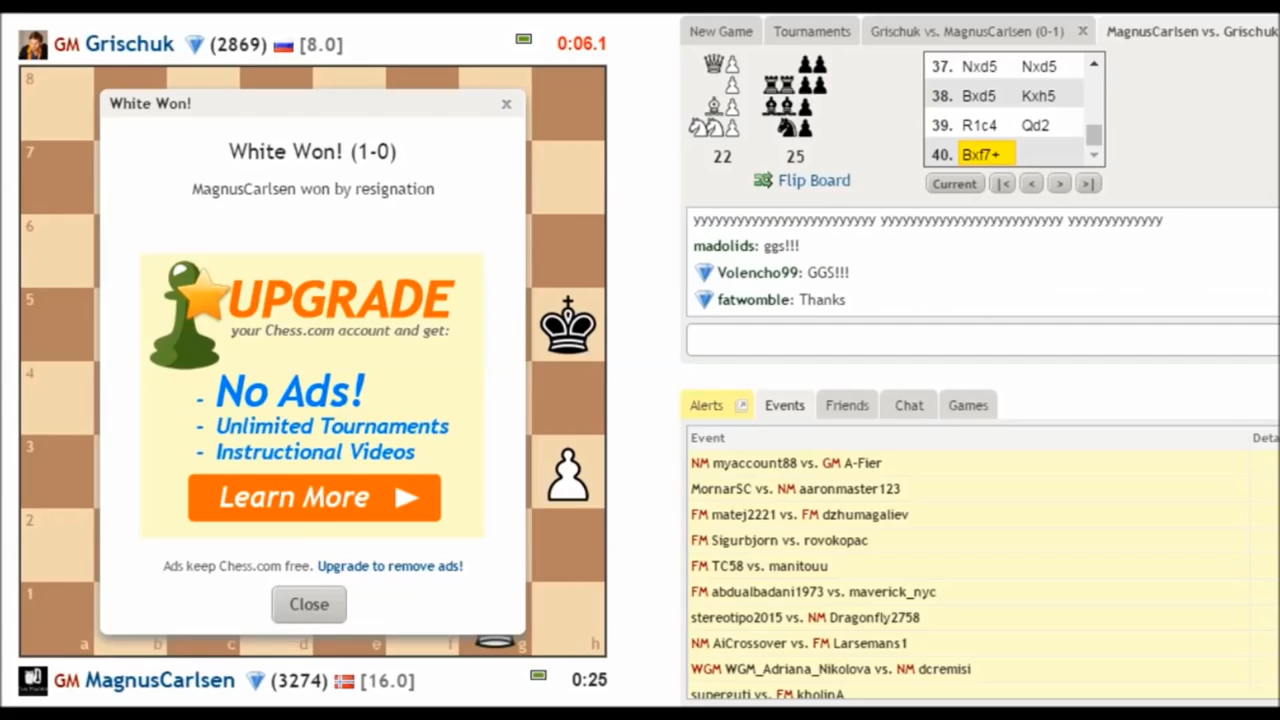 GM Grischuk (2869) [8.0] 0:06.1
8
7
6
5
4
3
2
1
a b c d e f g h
White Won!
x
White Won! (1-0)
MagnusCarlsen won by resignation
UPGRADE
your Chess.com account and get:
- No Ads!
- Unlimited Tournaments
- Instructional Videos
Learn More
Ads keep Chess.com free. Upgrade to remove ads!
Close
GM MagnusCarlsen (3274) [16.0] 0:25
New Game Tournaments Grischuk vs. MagnusCarlsen (0-1) x MagnusCarlsen vs. Grischuk
37. Nxd5 Nxd5
38. Bxd5 Kxh5
39. R1c4 Qd2
40. Bxf7+
22 25
Flip Board
Current |< < > >|
madolids: ggs!!!
Volencho99: GGS!!!
fatwomble: Thanks
Alerts Events Friends Chat Games
Event Deta
NM myaccount88 vs. GM A-Fier
MornarSC vs. NM aaronmaster123
FM matej2221 vs. FM dzhumagaliev
FM Sigurbjorn vs. rovokopac
FM TC58 vs. manitouu
FM abdualbadani1973 vs. maverick_nyc
stereotipo2015 vs. NM Dragonfly2758
NM AiCrossover vs. FM Larsemans1
WGM WGM_Adriana_Nikolova vs. NM dcremisi
superguti vs. FM kholinA